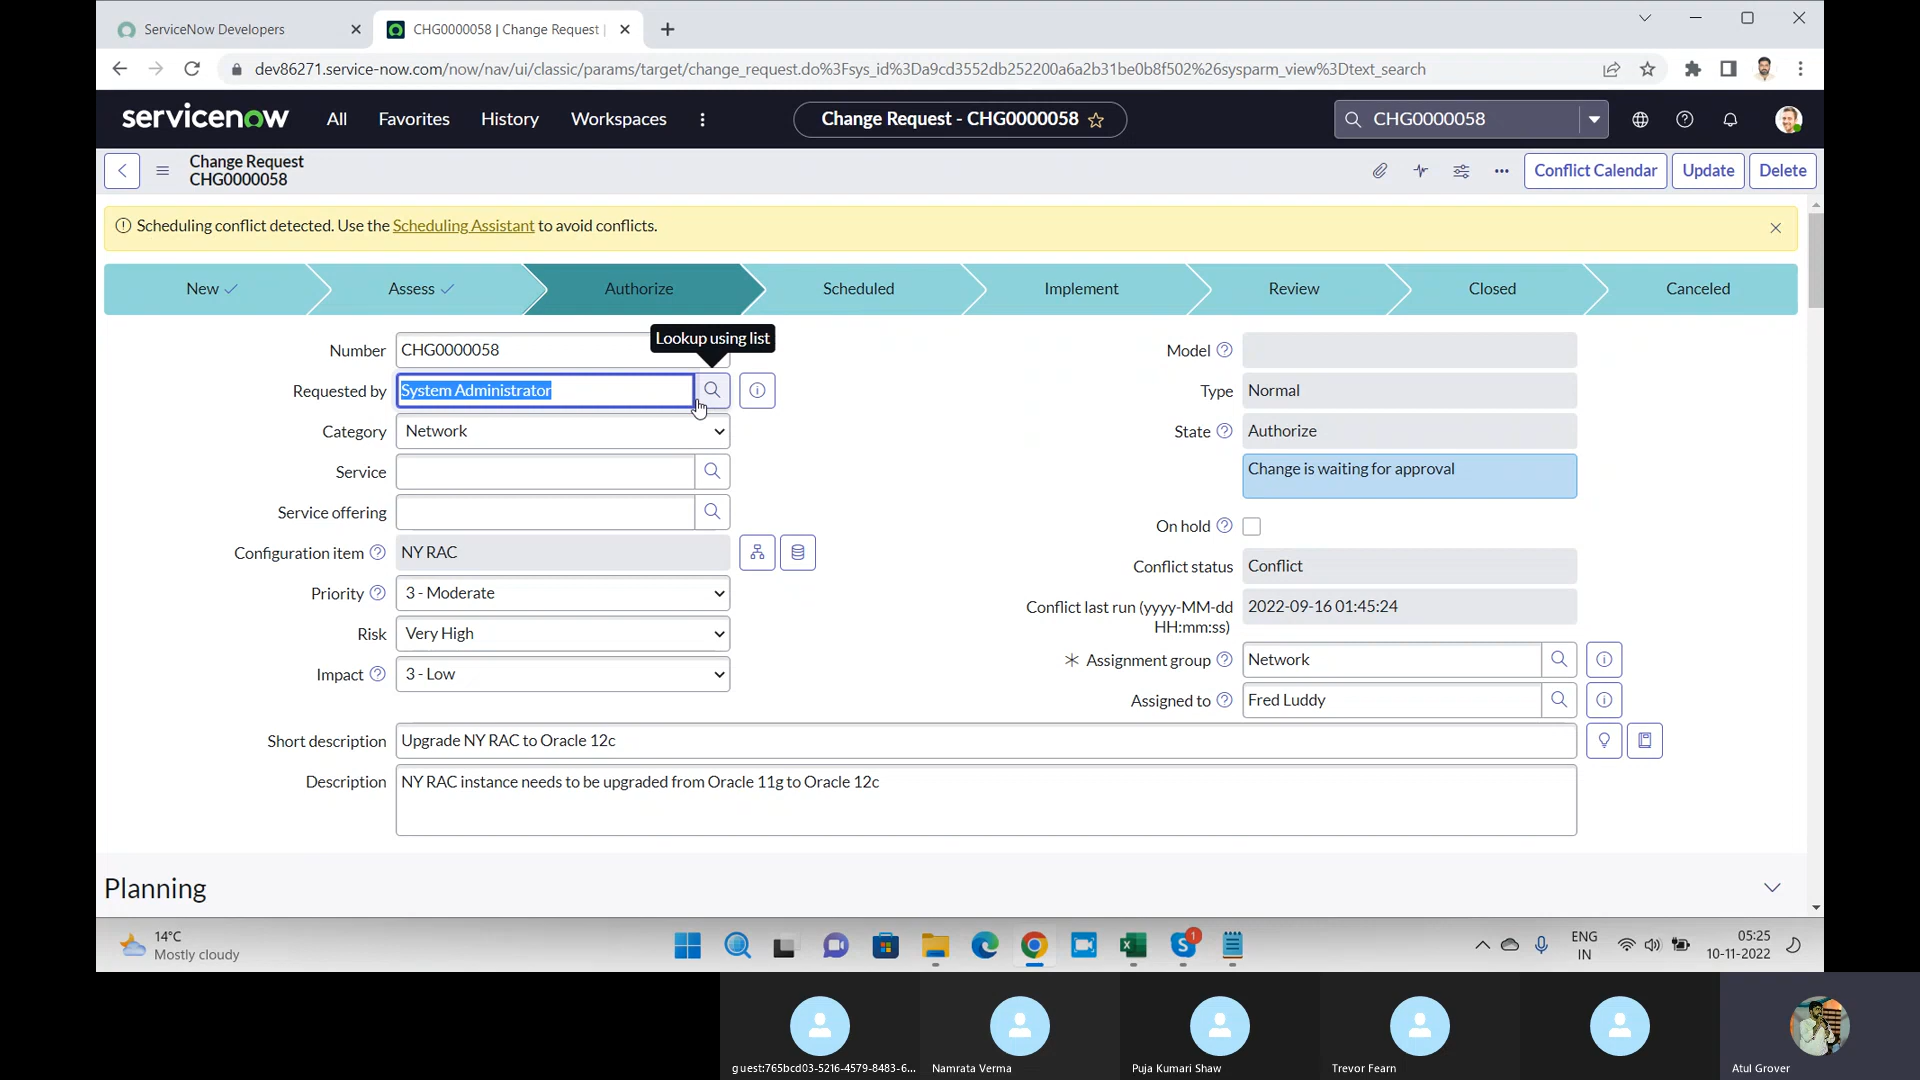 ServiceNow Developers
CHG0000058 | Change Request |
dev86271.service-now.com/now/nav/ui/classic/params/target/change_request.do%3Fsys_id%3Da9cd3552db252200a6a2b31be0b8f502%26sysparm_view%3Dtext_search
servicenow
All
Favorites
History
Workspaces
Change Request - CHG0000058
CHG0000058
Change Request
CHG0000058
Conflict Calendar
Update
Delete
Scheduling conflict detected. Use the Scheduling Assistant to avoid conflicts.
New
Assess
Authorize
Scheduled
Implement
Review
Closed
Canceled
Lookup using list
Number
CHG0000058
Requested by
System Administrator
Category
Network
Service
Service offering
Configuration item
NY RAC
Priority
3 - Moderate
Risk
Very High
Impact
3 - Low
Model
Type
Normal
State
Authorize
Change is waiting for approval
On hold
Conflict status
Conflict
Conflict last run (yyyy-MM-dd
HH:mm:ss)
2022-09-16 01:45:24
Assignment group
Network
Assigned to
Fred Luddy
Short description
Upgrade NY RAC to Oracle 12c
Description
NY RAC instance needs to be upgraded from Oracle 11g to Oracle 12c
Planning
14°C
Mostly cloudy
1
ENG
IN
05:25
10-11-2022
guest:765bcd03-5216-4579-8483-6...
Namrata Verma
Puja Kumari Shaw
Trevor Fearn
Atul Grover